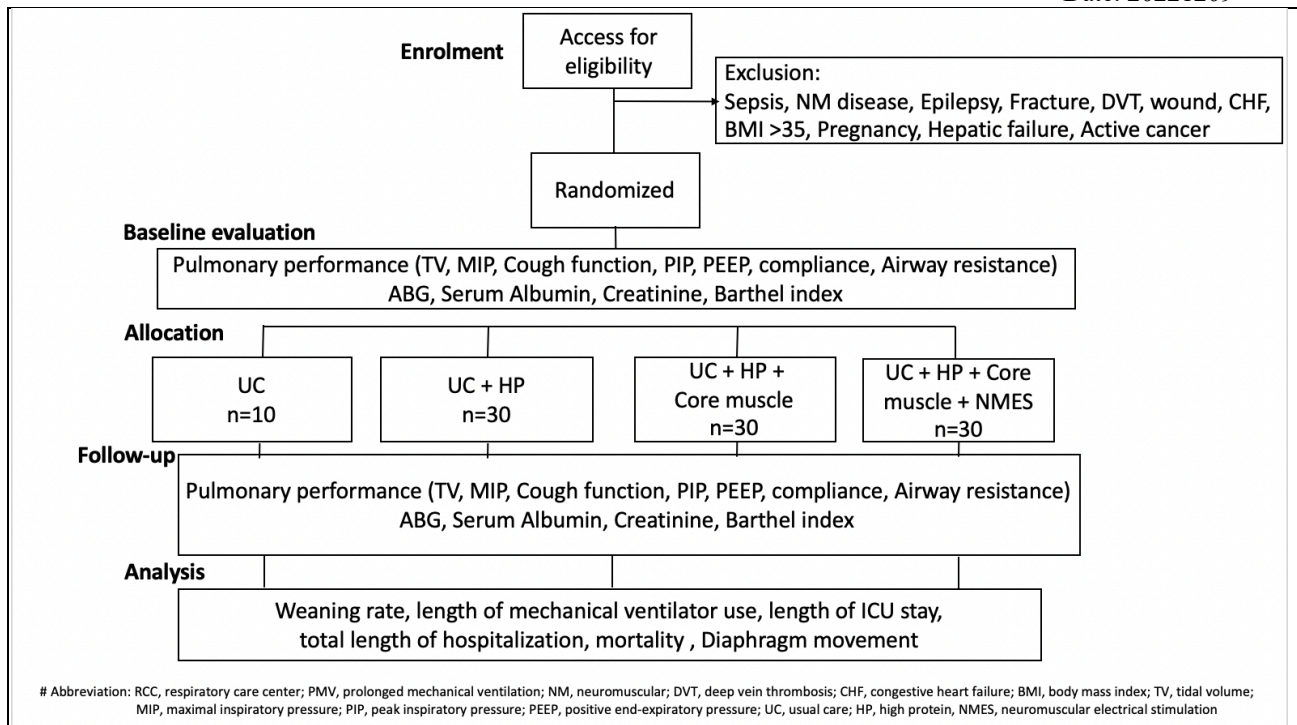 Enrolment
Access for
eligibility
Exclusion:
Sepsis, NM disease, Epilepsy, Fracture, DVT, wound, CHF,
BMI >35, Pregnancy, Hepatic failure, Active cancer
Randomized
Baseline evaluation
Pulmonary performance (TV, MIP, Cough function, PIP, PEEP, compliance, Airway resistance)
ABG, Serum Albumin, Creatinine, Barthel index
Allocation
UC
n=10
UC + HP
n=30
UC + HP +
Core muscle
n=30
UC + HP + Core
muscle + NMES
n=30
Follow-up
Pulmonary performance (TV, MIP, Cough function, PIP, PEEP, compliance, Airway resistance)
ABG, Serum Albumin, Creatinine, Barthel index
Analysis
Weaning rate, length of mechanical ventilator use, length of ICU stay,
total length of hospitalization, mortality , Diaphragm movement
# Abbreviation: RCC, respiratory care center; PMV, prolonged mechanical ventilation; NM, neuromuscular; DVT, deep vein thrombosis; CHF, congestive heart failure; BMI, body mass index; TV, tidal volume;
MIP, maximal inspiratory pressure; PIP, peak inspiratory pressure; PEEP, positive end-expiratory pressure; UC, usual care; HP, high protein, NMES, neuromuscular electrical stimulation